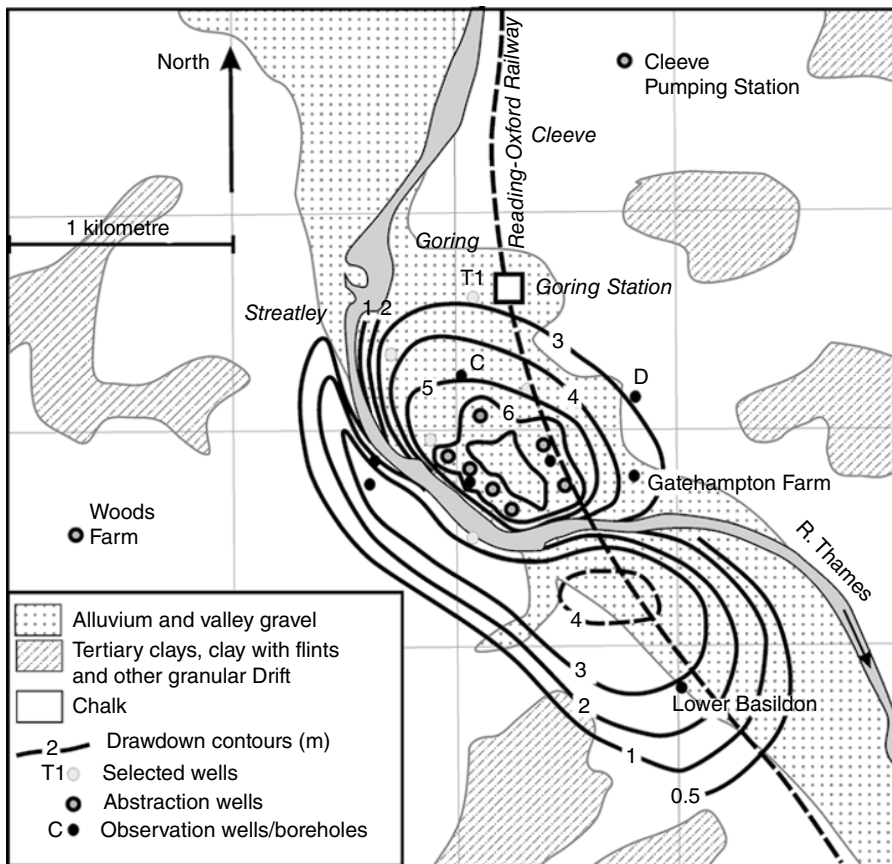 North
Reading-Oxford Railway
Cleeve
Pumping Station
Cleeve
1 kilometre
Goring
T1
Goring Station
Streatley
1 2
3
C
D
5
4
6
Gatehampton Farm
Woods
Farm
R. Thames
4
3
Lower Basildon
2
1
0.5
Alluvium and valley gravel
Tertiary clays, clay with flints
and other granular Drift
Chalk
2 Drawdown contours (m)
T1 Selected wells
Abstraction wells
C Observation wells/boreholes